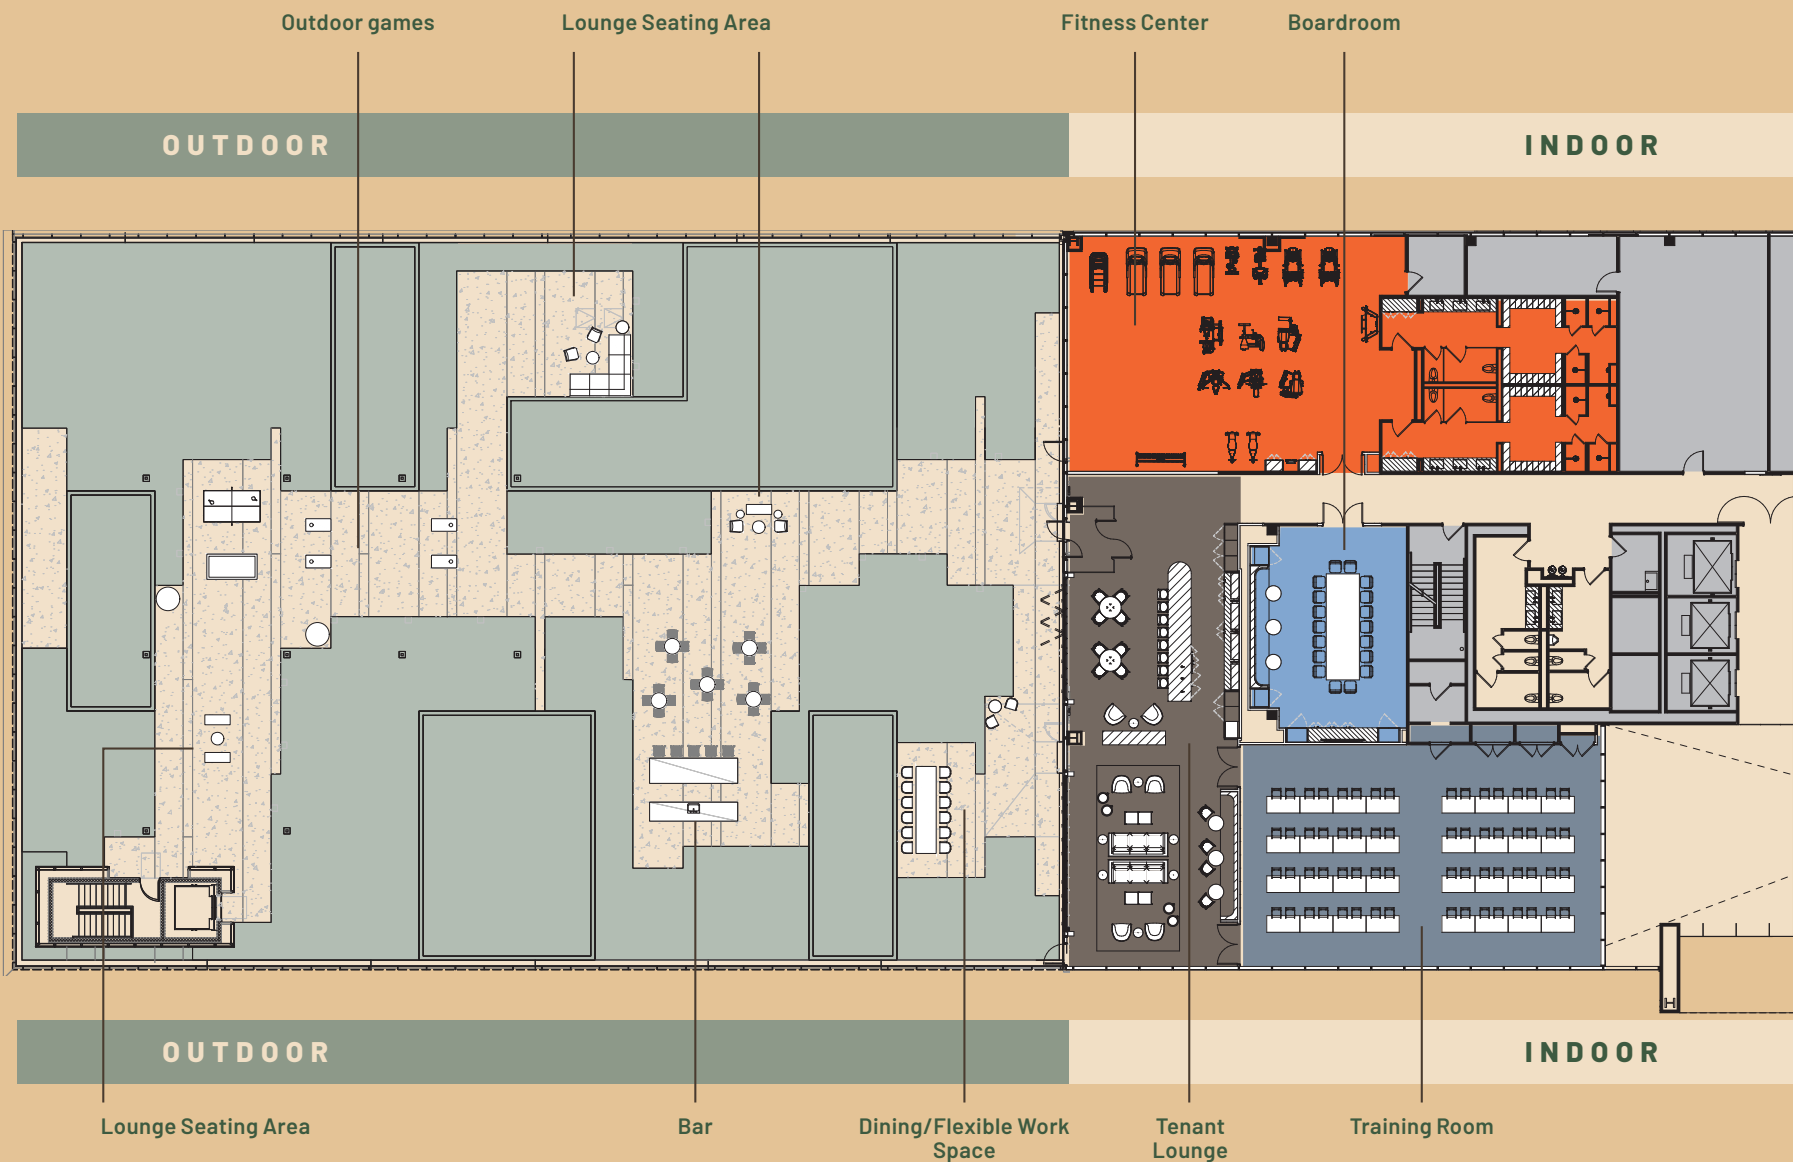 Outdoor games
Lounge Seating Area
Fitness Center
Boardroom
OUTDOOR
INDOOR
OUTDOOR
INDOOR
Lounge Seating Area
Bar
Dining/Flexible Work
Space
Tenant
Lounge
Training Room